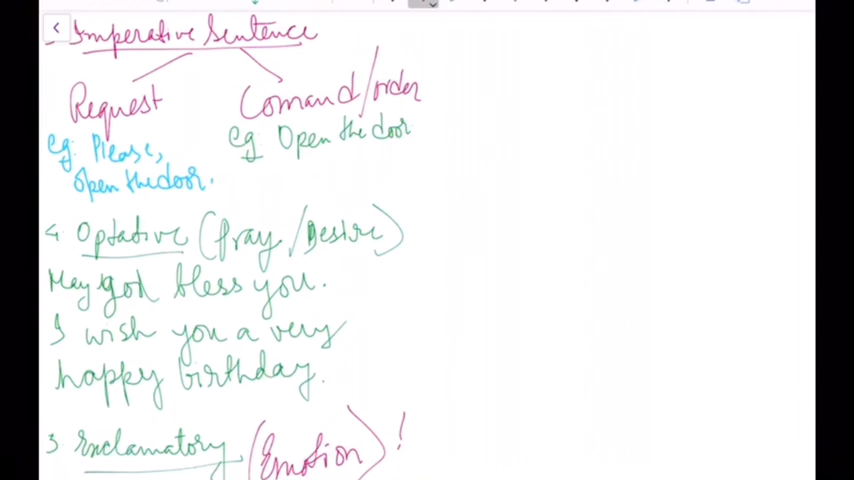 Imperative Sentence
Request Comand/order
eg. Please, eg Open the door
open the door.
4 Optative (Pray/Desire)
May god bless you.
I wish you a very
happy birthday.
5 Exclamatory (Emotion) !